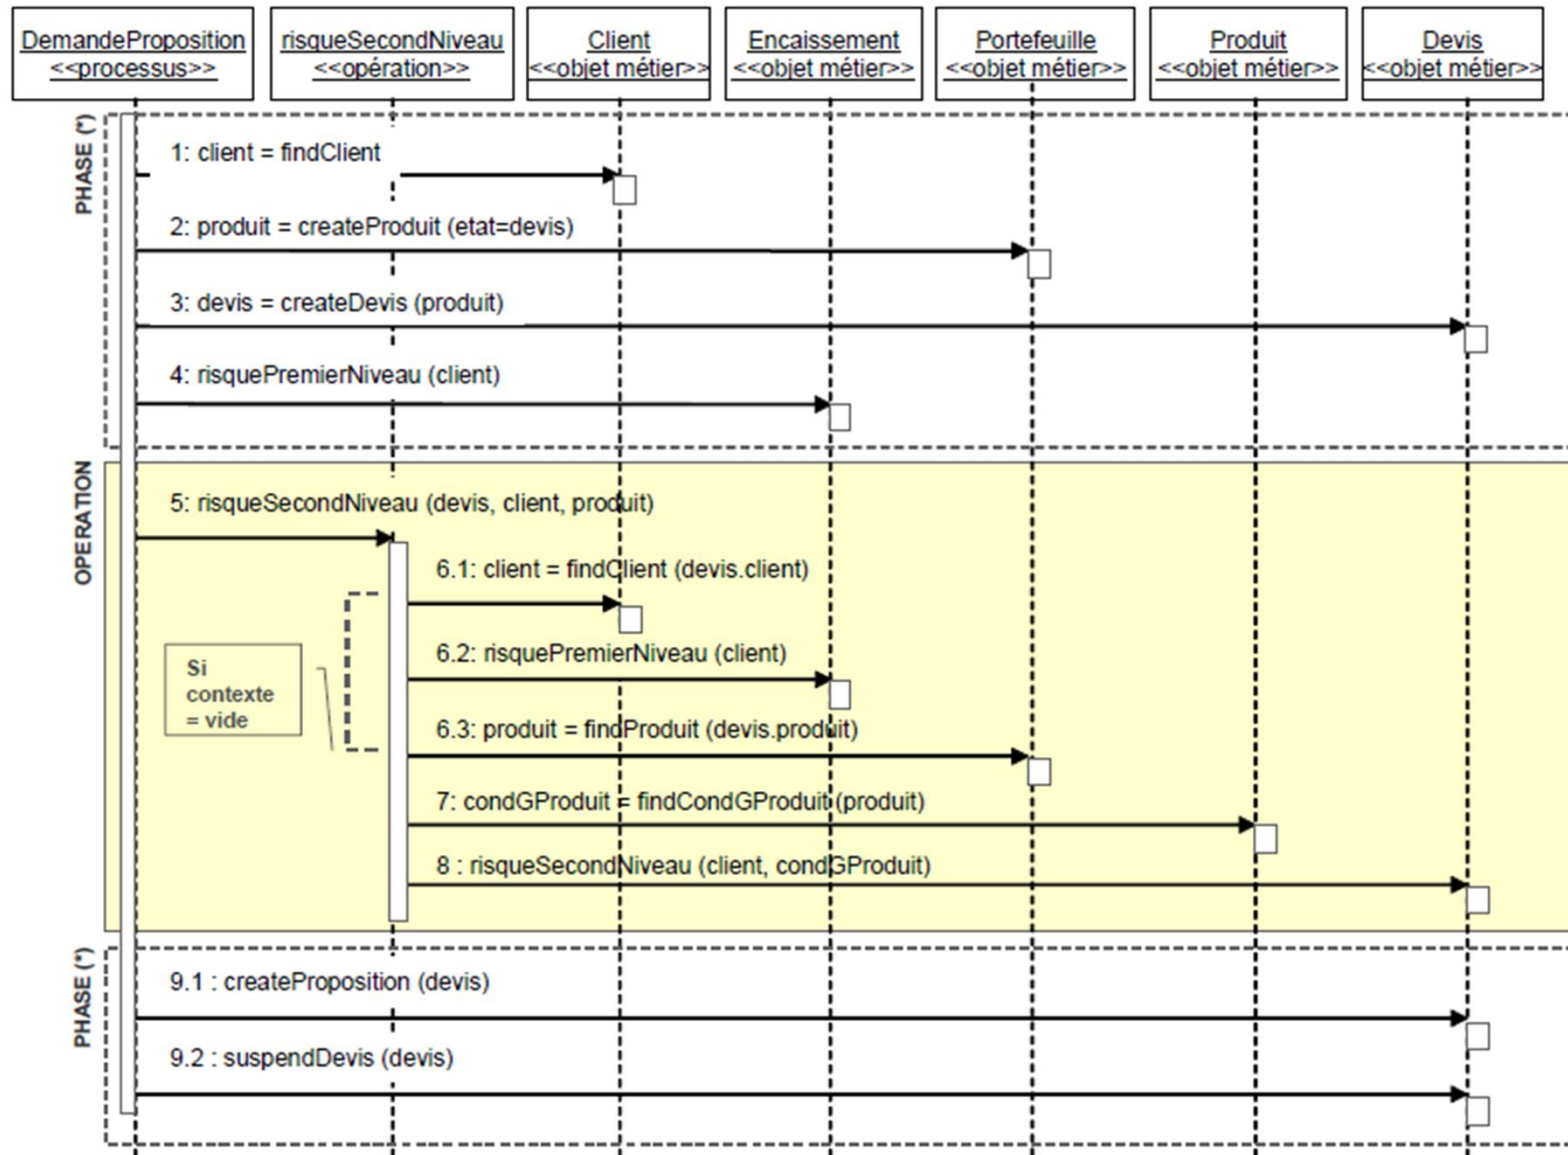 DemandeProposition
<<processus>>
risqueSecondNiveau
<<opération>>
Client
<<objet métier>>
Encaissement
<<objet métier>>
Portefeuille
<<objet métier>>
Produit
<<objet métier>>
Devis
<<objet métier>>
PHASE (*)
1: client = findClient
2: produit = createProduit (etat=devis)
3: devis = createDevis (produit)
4: risquePremierNiveau (client)
OPERATION
5: risqueSecondNiveau (devis, client, produit)
6.1: client = findClient (devis.client)
6.2: risquePremierNiveau (client)
Si
contexte
= vide
6.3: produit = findProduit (devis.produit)
7: condGProduit = findCondGProduit (produit)
8 : risqueSecondNiveau (client, condGProduit)
PHASE (*)
9.1 : createProposition (devis)
9.2 : suspendDevis (devis)